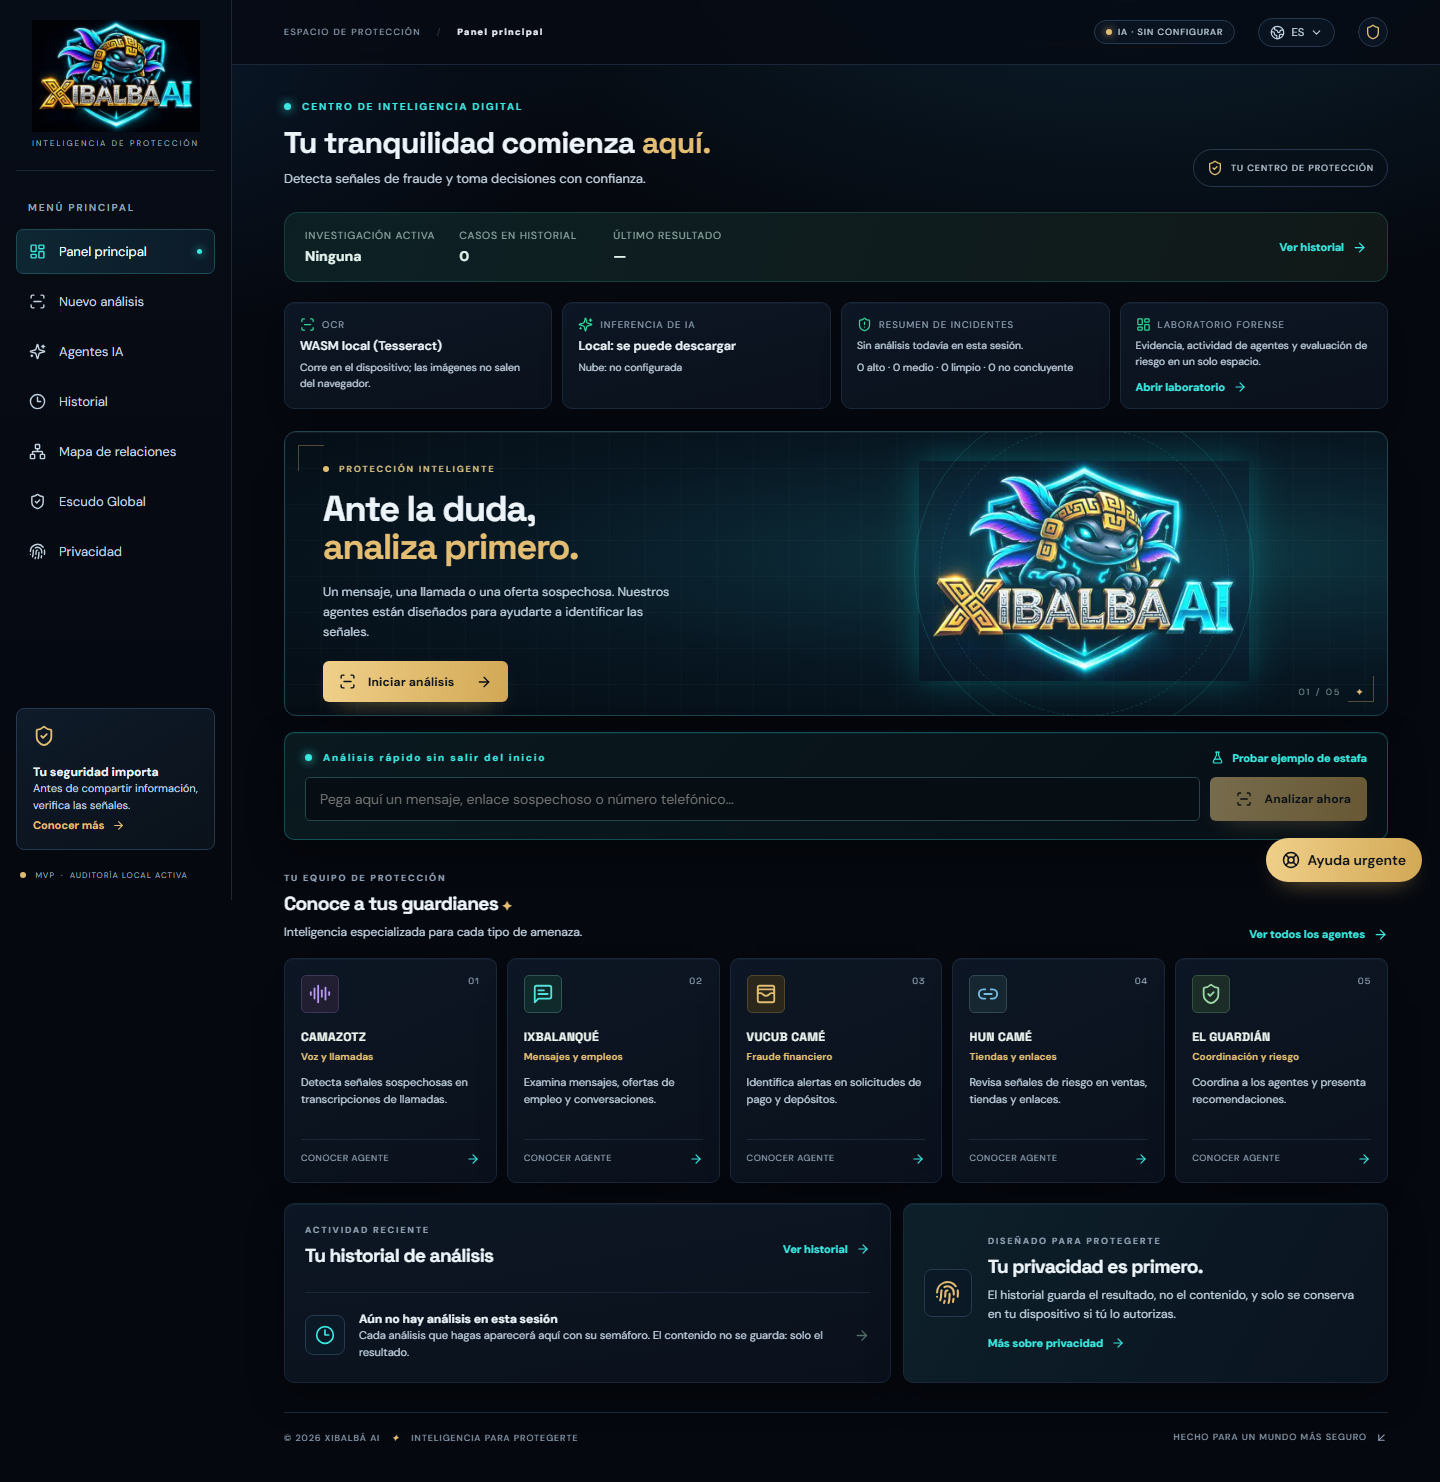 XIBALBÁ AI
INTELIGENCIA DE PROTECCIÓN
MENÚ PRINCIPAL
Panel principal
Nuevo análisis
Agentes IA
Historial
Mapa de relaciones
Escudo Global
Privacidad
Tu seguridad importa
Antes de compartir información,
verifica las señales.
Conocer más
MVP · AUDITORÍA LOCAL ACTIVA
ESPACIO DE PROTECCIÓN / Panel principal
IA · SIN CONFIGURAR
ES
CENTRO DE INTELIGENCIA DIGITAL
Tu tranquilidad comienza aquí.
Detecta señales de fraude y toma decisiones con confianza.
TU CENTRO DE PROTECCIÓN
INVESTIGACIÓN ACTIVA
Ninguna
CASOS EN HISTORIAL
0
ÚLTIMO RESULTADO
—
Ver historial
OCR
WASM local (Tesseract)
Corre en el dispositivo; las imágenes no salen
del navegador.
INFERENCIA DE IA
Local: se puede descargar
Nube: no configurada
RESUMEN DE INCIDENTES
Sin análisis todavía en esta sesión.
0 alto · 0 medio · 0 limpio · 0 no concluyente
LABORATORIO FORENSE
Evidencia, actividad de agentes y evaluación de
riesgo en un solo espacio.
Abrir laboratorio
PROTECCIÓN INTELIGENTE
Ante la duda,
analiza primero.
Un mensaje, una llamada o una oferta sospechosa. Nuestros
agentes están diseñados para ayudarte a identificar las
señales.
Iniciar análisis
XIBALBÁ AI
01 / 05
Análisis rápido sin salir del inicio
Probar ejemplo de estafa
Pega aquí un mensaje, enlace sospechoso o número telefónico...
Analizar ahora
Ayuda urgente
TU EQUIPO DE PROTECCIÓN
Conoce a tus guardianes
Inteligencia especializada para cada tipo de amenaza.
Ver todos los agentes
01
CAMAZOTZ
Voz y llamadas
Detecta señales sospechosas en
transcripciones de llamadas.
CONOCER AGENTE
02
IXBALANQUÉ
Mensajes y empleos
Examina mensajes, ofertas de
empleo y conversaciones.
CONOCER AGENTE
03
VUCUB CAMÉ
Fraude financiero
Identifica alertas en solicitudes de
pago y depósitos.
CONOCER AGENTE
04
HUN CAMÉ
Tiendas y enlaces
Revisa señales de riesgo en ventas,
tiendas y enlaces.
CONOCER AGENTE
05
EL GUARDIÁN
Coordinación y riesgo
Coordina a los agentes y presenta
recomendaciones.
CONOCER AGENTE
ACTIVIDAD RECIENTE
Tu historial de análisis
Ver historial
Aún no hay análisis en esta sesión
Cada análisis que hagas aparecerá aquí con su semáforo. El contenido no se guarda: solo el
resultado.
DISEÑADO PARA PROTEGERTE
Tu privacidad es primero.
El historial guarda el resultado, no el contenido, y solo se conserva
en tu dispositivo si tú lo autorizas.
Más sobre privacidad
© 2026 XIBALBÁ AI ✦ INTELIGENCIA PARA PROTEGERTE
HECHO PARA UN MUNDO MÁS SEGURO